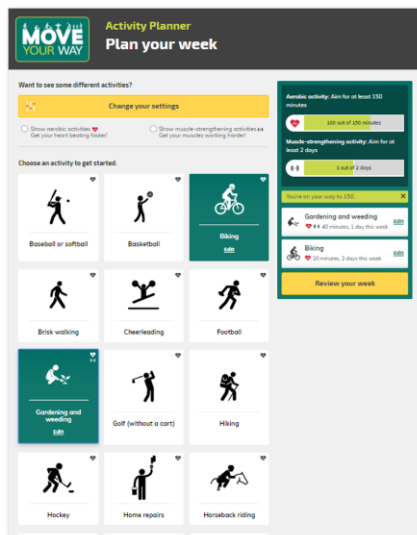 MOVE
YOUR WAY
Activity Planner
Plan your week
Want to see some different activities?
Change your settings
Show aerobic activities
Get your heart beating faster!
Show muscle-strengthening activities
Get your muscles working harder!
Choose an activity to get started.
Baseball or softball
Basketball
Biking
Edit
Brisk walking
Cheerleading
Football
Gardening and
weeding
Edit
Golf (without a cart)
Hiking
Hockey
Home repairs
Horseback riding
Aerobic activity: Aim for at least 150
minutes
100 out of 150 minutes
Muscle-strengthening activity: Aim for at
least 2 days
1 out of 2 days
You're on your way to 150.
Gardening and weeding
40 minutes, 1 day this week
Edit
Biking
20 minutes, 3 days this week
Edit
Review your week